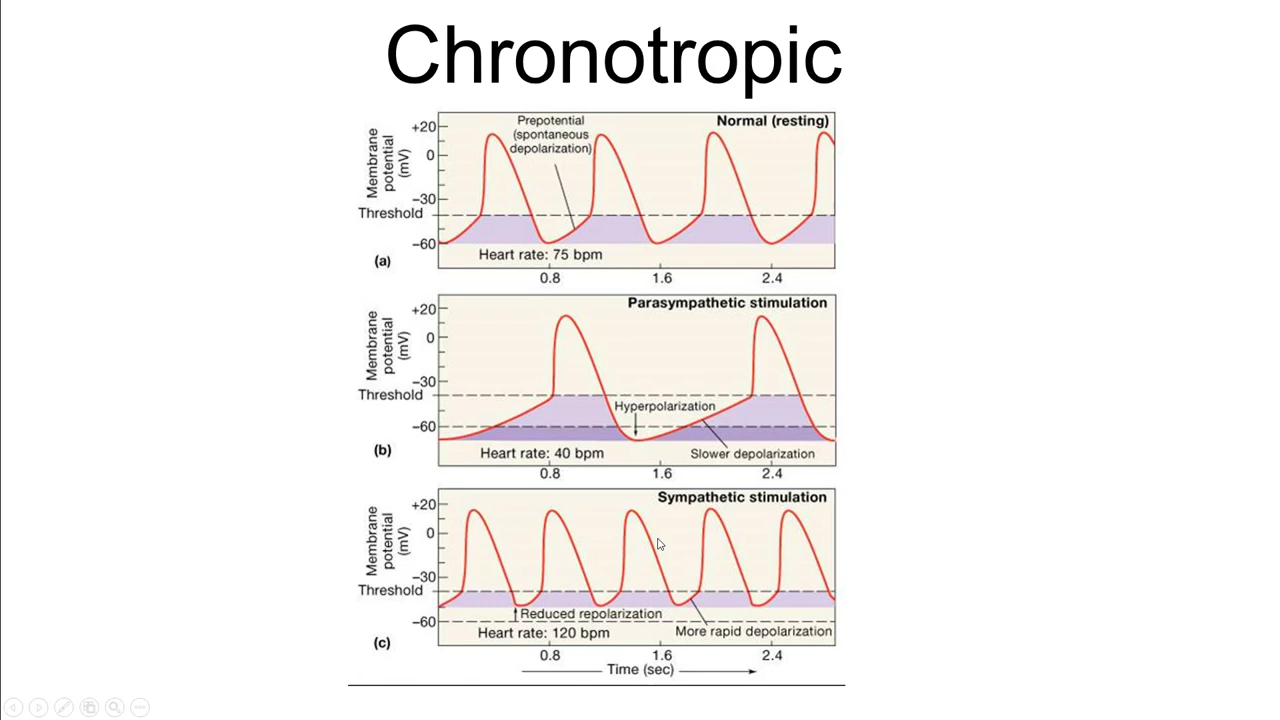 Chronotropic
Normal (resting)
Prepotential
(spontaneous
depolarization)
Membrane
potential
(mV)
+20
0
−30
Threshold
−60
(a)
Heart rate: 75 bpm
0.8
1.6
2.4
Parasympathetic stimulation
Membrane
potential
(mV)
+20
0
−30
Threshold
Hyperpolarization
−60
(b)
Heart rate: 40 bpm
Slower depolarization
0.8
1.6
2.4
Sympathetic stimulation
Membrane
potential
(mV)
+20
0
−30
Threshold
Reduced repolarization
−60
(c)
Heart rate: 120 bpm
More rapid depolarization
0.8
1.6
2.4
Time (sec)